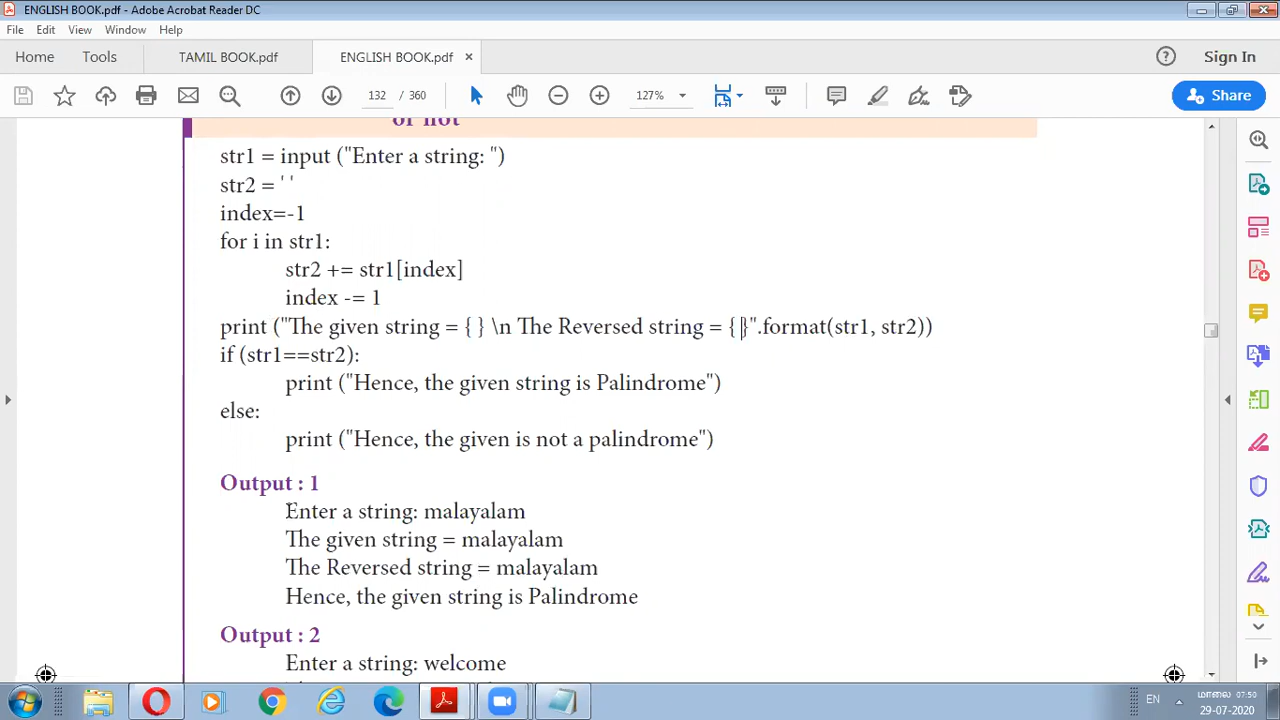 ENGLISH BOOK.pdf - Adobe Acrobat Reader DC
File Edit View Window Help
Home Tools TAMIL BOOK.pdf ENGLISH BOOK.pdf × Sign In
132 / 360 127% Share
or not
str1 = input ("Enter a string: ")
str2 = ' '
index=-1
for i in str1:
str2 += str1[index]
index -= 1
print ("The given string = { } \n The Reversed string = { }".format(str1, str2))
if (str1==str2):
print ("Hence, the given string is Palindrome")
else:
print ("Hence, the given is not a palindrome")
Output : 1
Enter a string: malayalam
The given string = malayalam
The Reversed string = malayalam
Hence, the given string is Palindrome
Output : 2
Enter a string: welcome
EN மாலை 07:50
29-07-2020